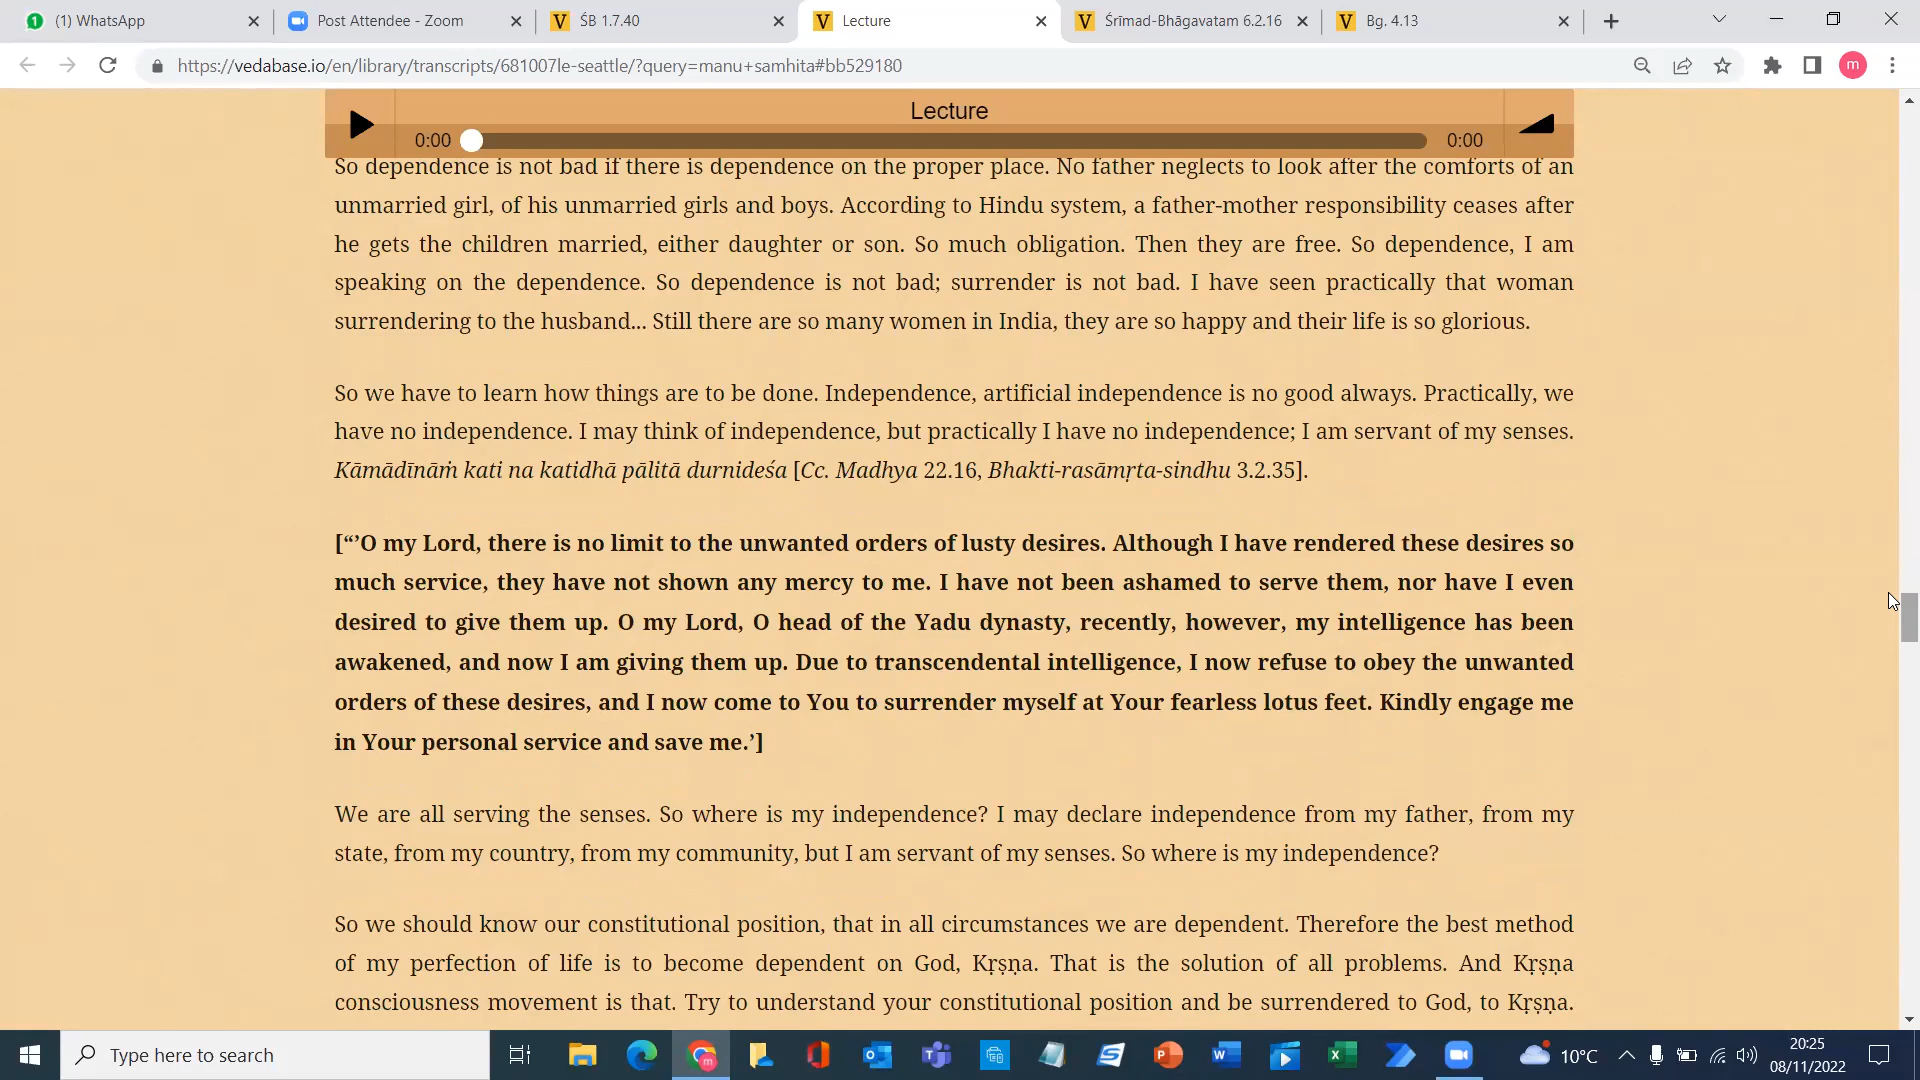 (1) WhatsApp
Post Attendee - Zoom
V ŚB 1.7.40
V Lecture
V Śrīmad-Bhāgavatam 6.2.16
V Bg. 4.13
https://vedabase.io/en/library/transcripts/681007le-seattle/?query=manu+samhita#bb529180
m
Lecture
0:00
0:00
So dependence is not bad if there is dependence on the proper place. No father neglects to look after the comforts of an
unmarried girl, of his unmarried girls and boys. According to Hindu system, a father-mother responsibility ceases after
he gets the children married, either daughter or son. So much obligation. Then they are free. So dependence, I am
speaking on the dependence. So dependence is not bad; surrender is not bad. I have seen practically that woman
surrendering to the husband... Still there are so many women in India, they are so happy and their life is so glorious.
So we have to learn how things are to be done. Independence, artificial independence is no good always. Practically, we
have no independence. I may think of independence, but practically I have no independence; I am servant of my senses.
Kāmādīnāṁ kati na katidhā pālitā durnideśa [Cc. Madhya 22.16, Bhakti-rasāmṛta-sindhu 3.2.35].
[“’O my Lord, there is no limit to the unwanted orders of lusty desires. Although I have rendered these desires so
much service, they have not shown any mercy to me. I have not been ashamed to serve them, nor have I even
desired to give them up. O my Lord, O head of the Yadu dynasty, recently, however, my intelligence has been
awakened, and now I am giving them up. Due to transcendental intelligence, I now refuse to obey the unwanted
orders of these desires, and I now come to You to surrender myself at Your fearless lotus feet. Kindly engage me
in Your personal service and save me.’]
We are all serving the senses. So where is my independence? I may declare independence from my father, from my
state, from my country, from my community, but I am servant of my senses. So where is my independence?
So we should know our constitutional position, that in all circumstances we are dependent. Therefore the best method
of my perfection of life is to become dependent on God, Kṛṣṇa. That is the solution of all problems. And Kṛṣṇa
consciousness movement is that. Try to understand your constitutional position and be surrendered to God, to Kṛṣṇa.
Type here to search
10°C
20:25
08/11/2022